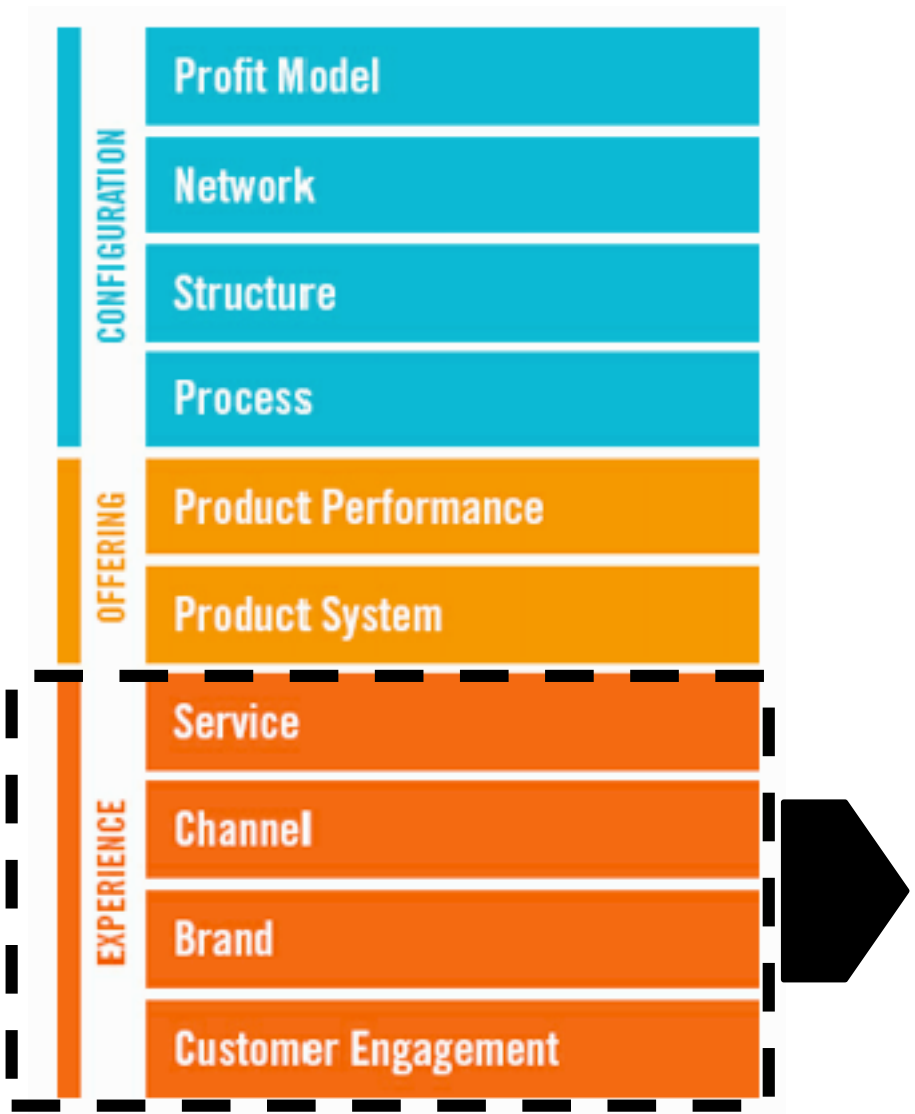 CONFIGURATION
Profit Model
Network
Structure
Process
OFFERING
Product Performance
Product System
EXPERIENCE
Service
Channel
Brand
Customer Engagement